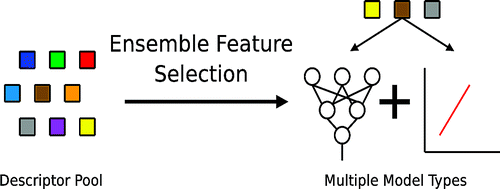 Ensemble Feature
Selection
Descriptor Pool
Multiple Model Types